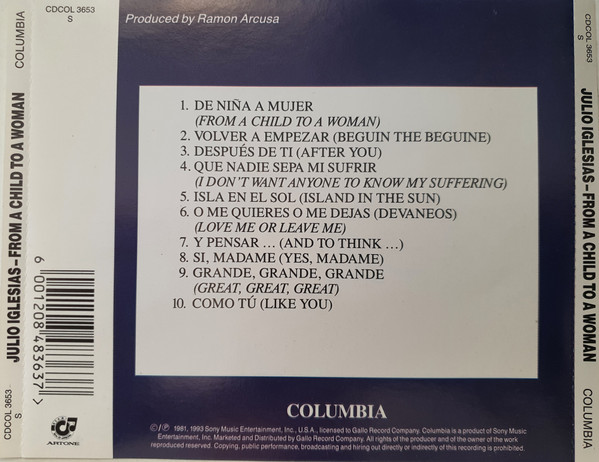 CDCOL 3653
S
COLUMBIA
JULIO IGLESIAS – FROM A CHILD TO A WOMAN
CDCOL 3653
S
6 001208 483637 >
ARTONE
Produced by Ramon Arcusa
1. DE NIÑA A MUJER
(FROM A CHILD TO A WOMAN)
2. VOLVER A EMPEZAR (BEGUIN THE BEGUINE)
3. DESPUÉS DE TI (AFTER YOU)
4. QUE NADIE SEPA MI SUFRIR
(I DON'T WANT ANYONE TO KNOW MY SUFFERING)
5. ISLA EN EL SOL (ISLAND IN THE SUN)
6. O ME QUIERES O ME DEJAS (DEVANEOS)
(LOVE ME OR LEAVE ME)
7. Y PENSAR ... (AND TO THINK ...)
8. SI, MADAME (YES, MADAME)
9. GRANDE, GRANDE, GRANDE
(GREAT, GREAT, GREAT)
10. COMO TÚ (LIKE YOU)
COLUMBIA
©/℗ 1981, 1993 Sony Music Entertainment, Inc., U.S.A., licensed to Gallo Record Company. Columbia is a product of Sony Music
Entertainment, Inc. Marketed and Distributed by Gallo Record Company. All rights of the producer and of the owner of the work
reproduced reserved. Copying, public performance, broadcasting and hiring out directly or indirectly of this recording is prohibited.
CDCOL 3653
S
JULIO IGLESIAS – FROM A CHILD TO A WOMAN
COLUMBIA
ARTONE